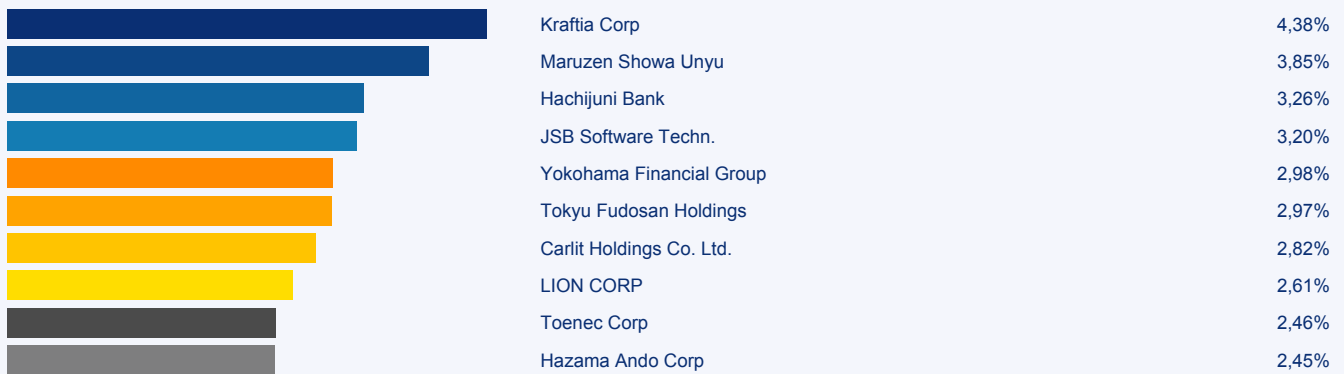 Kraftia Corp 4,38%
Maruzen Showa Unyu 3,85%
Hachijuni Bank 3,26%
JSB Software Techn. 3,20%
Yokohama Financial Group 2,98%
Tokyu Fudosan Holdings 2,97%
Carlit Holdings Co. Ltd. 2,82%
LION CORP 2,61%
Toenec Corp 2,46%
Hazama Ando Corp 2,45%